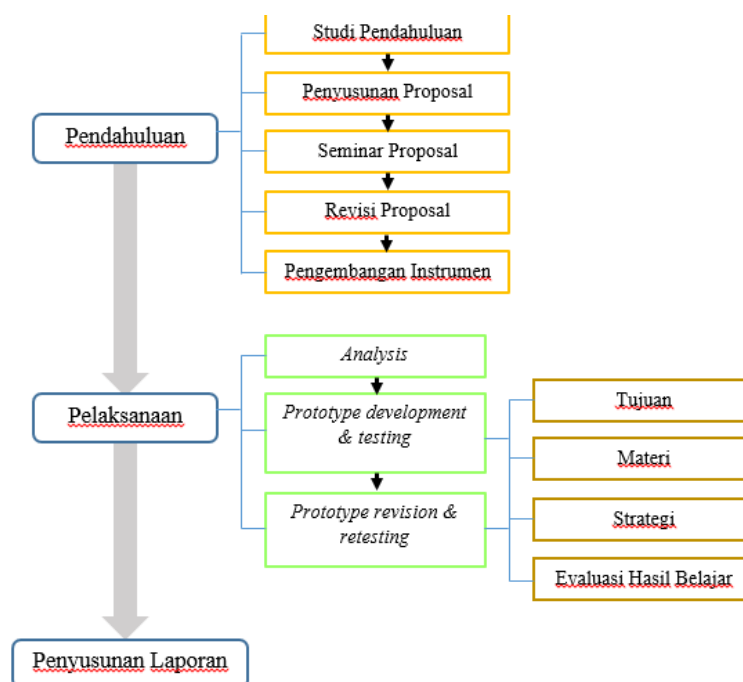 Studi Pendahuluan
Penyusunan Proposal
Pendahuluan
Seminar Proposal
Revisi Proposal
Pengembangan Instrumen
Analysis
Pelaksanaan
Prototype development
& testing
Tujuan
Materi
Prototype revision &
retesting
Strategi
Evaluasi Hasil Belajar
Penyusunan Laporan